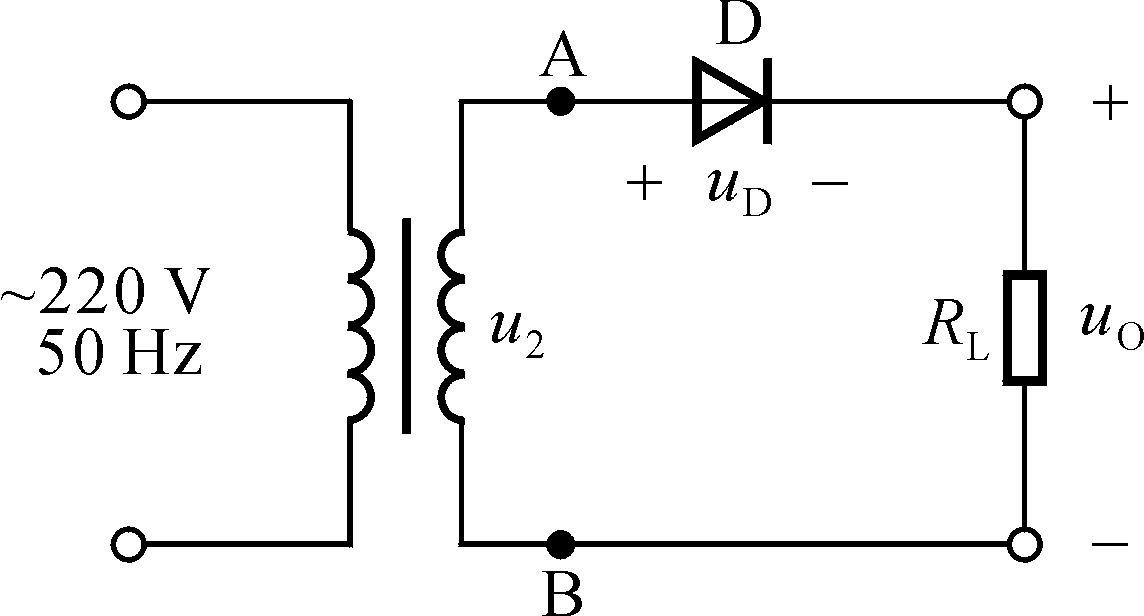 D
A
+ u_D −
+
~220 V
50 Hz
u_2
R_L
u_O
B
−